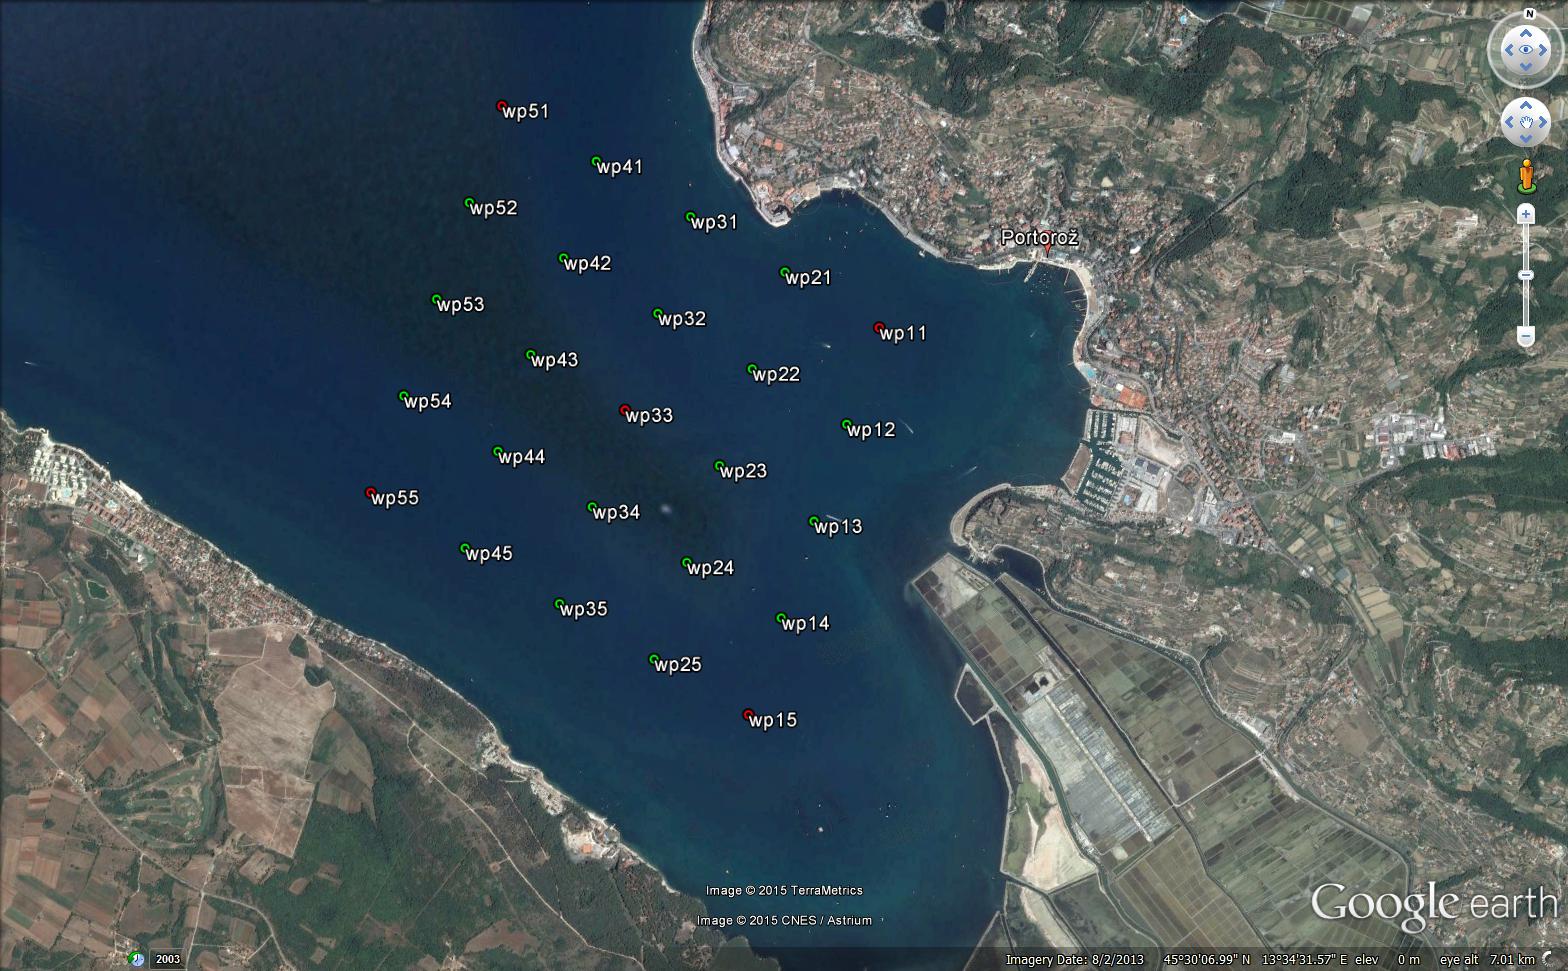 N
wp51
wp41
wp52
wp31
Portorož
wp42
wp21
wp53
wp32
wp11
wp43
wp22
wp54
wp33
wp12
wp44
wp23
wp55
wp34
wp13
wp45
wp24
wp35
wp14
wp25
wp15
Image © 2015 TerraMetrics
Image © 2015 CNES / Astrium
Google earth
2003
Imagery Date: 8/2/2013 45°30'06.99" N 13°34'31.57" E elev 0 m eye alt 7.01 km